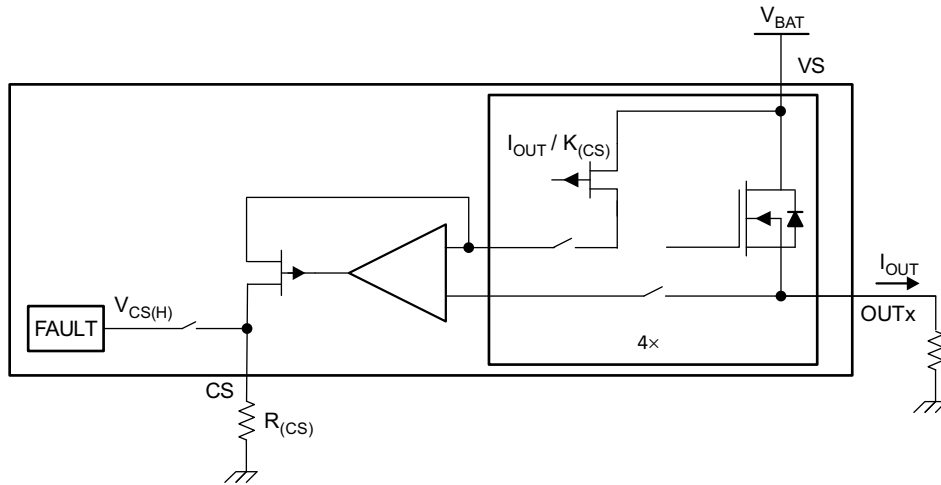 V_BAT
VS
I_OUT / K_(CS)
I_OUT
V_CS(H)
FAULT
OUTx
4×
CS
R_(CS)